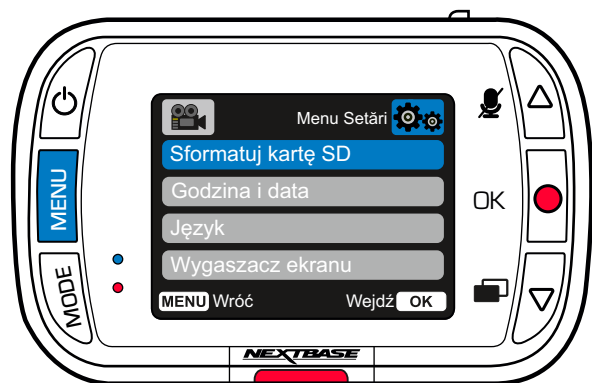 Menu Setări
Sformatuj kartę SD
Godzina i data
Język
Wygaszacz ekranu
MENU Wróć
Wejdź OK
MENU
MODE
OK
NEXTBASE